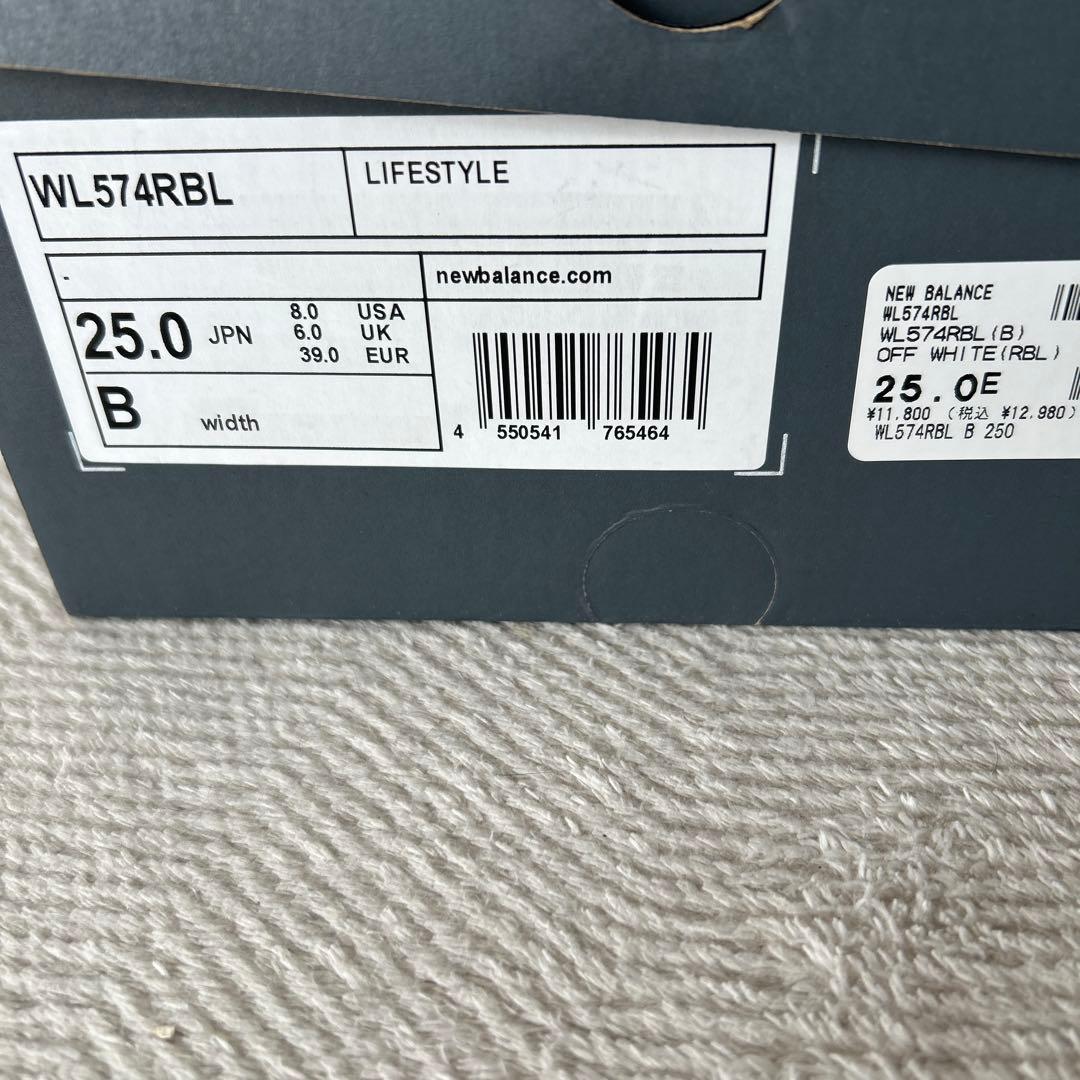 WL574RBL
LIFESTYLE
-
newbalance.com
25.0 JPN
8.0 USA
6.0 UK
39.0 EUR
B width
4 550541 765464
NEW BALANCE
WL574RBL
WL574RBL(B)
OFF WHITE(RBL)
25.0E
¥11,800 (税込 ¥12,980)
WL574RBL B 250